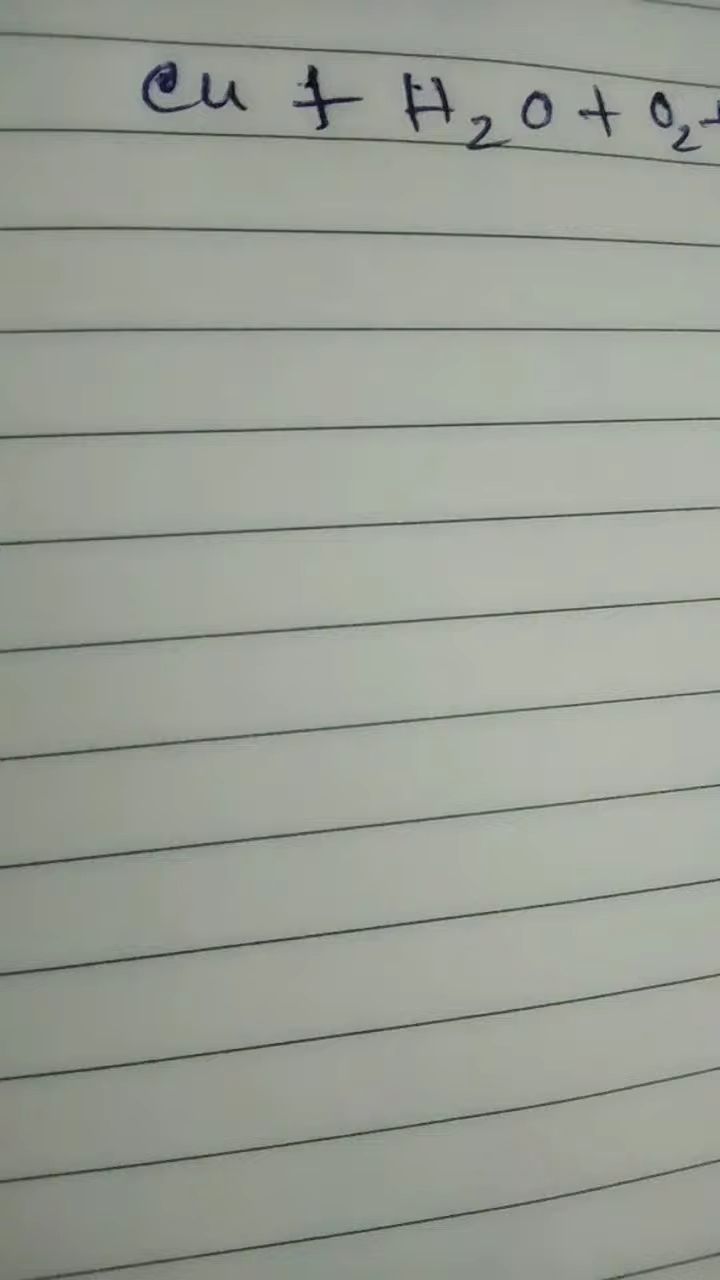 Cu + H₂O + O₂ +